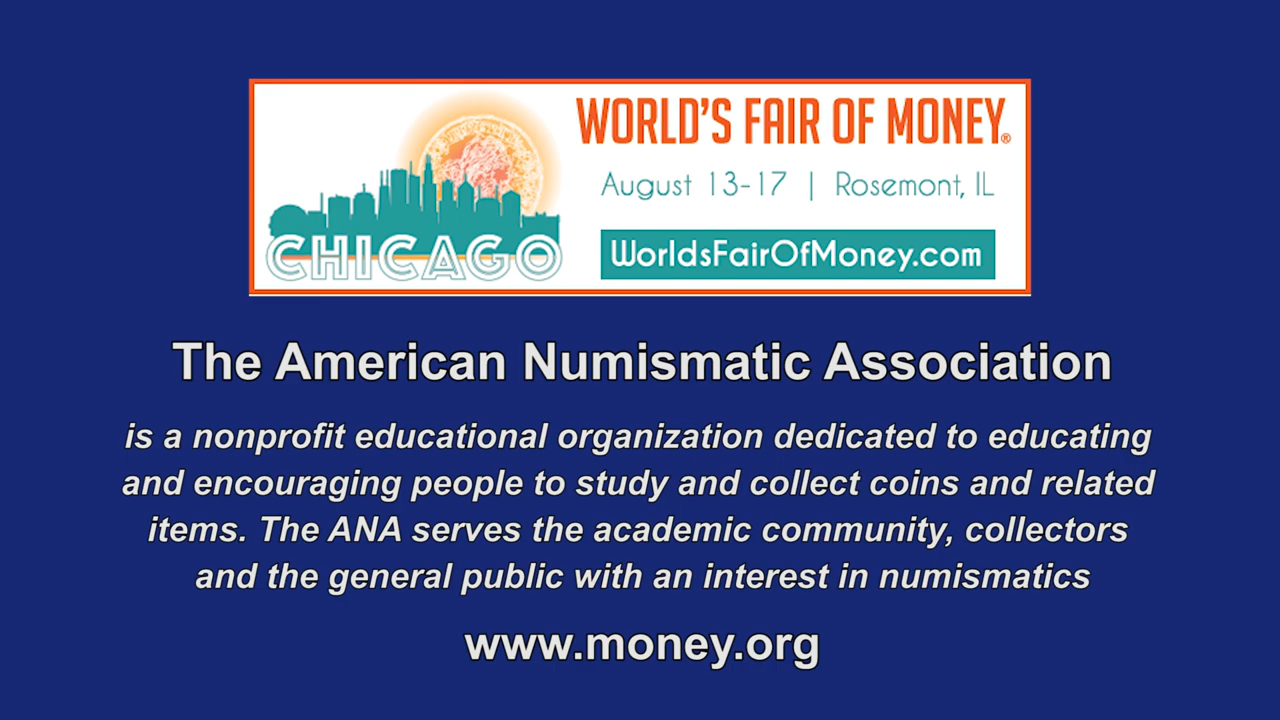 WORLD'S FAIR OF MONEY®
August 13-17 | Rosemont, IL
CHICAGO
WorldsFairOfMoney.com
The American Numismatic Association
is a nonprofit educational organization dedicated to educating
and encouraging people to study and collect coins and related
items. The ANA serves the academic community, collectors
and the general public with an interest in numismatics
www.money.org